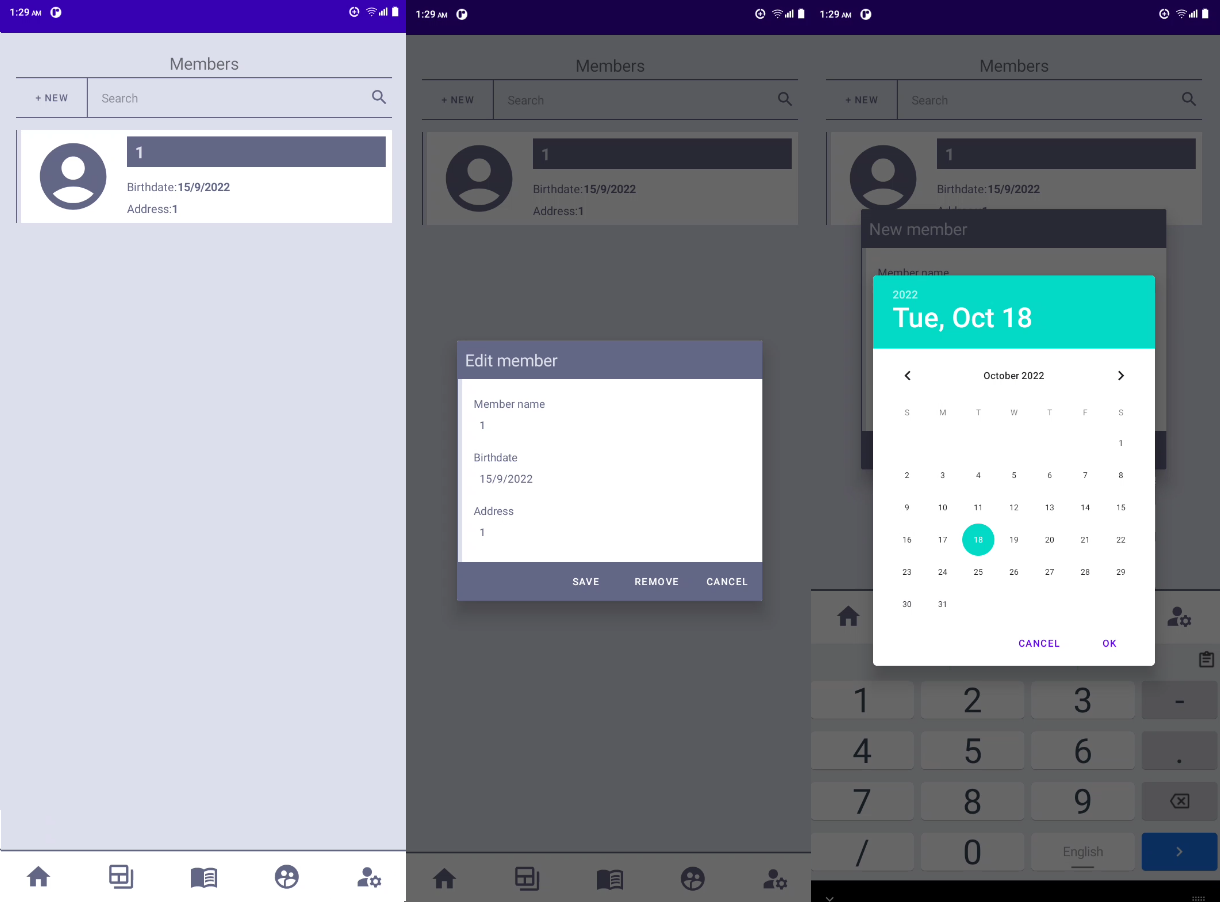 1:29 AM
Members
+ NEW
Search
1
Birthdate:15/9/2022
Address:1
1:29 AM
Members
+ NEW
Search
1
Birthdate:15/9/2022
Address:1
Edit member
Member name
1
Birthdate
15/9/2022
Address
1
SAVE REMOVE CANCEL
1:29 AM
Members
+ NEW
Search
1
Birthdate:15/9/2022
Address:1
New member
Member name
2022
Tue, Oct 18
October 2022
S M T W T F S
1
2 3 4 5 6 7 8
9 10 11 12 13 14 15
16 17 18 19 20 21 22
23 24 25 26 27 28 29
30 31
CANCEL OK
1 2 3 -
4 5 6 .
7 8 9
/ 0 English